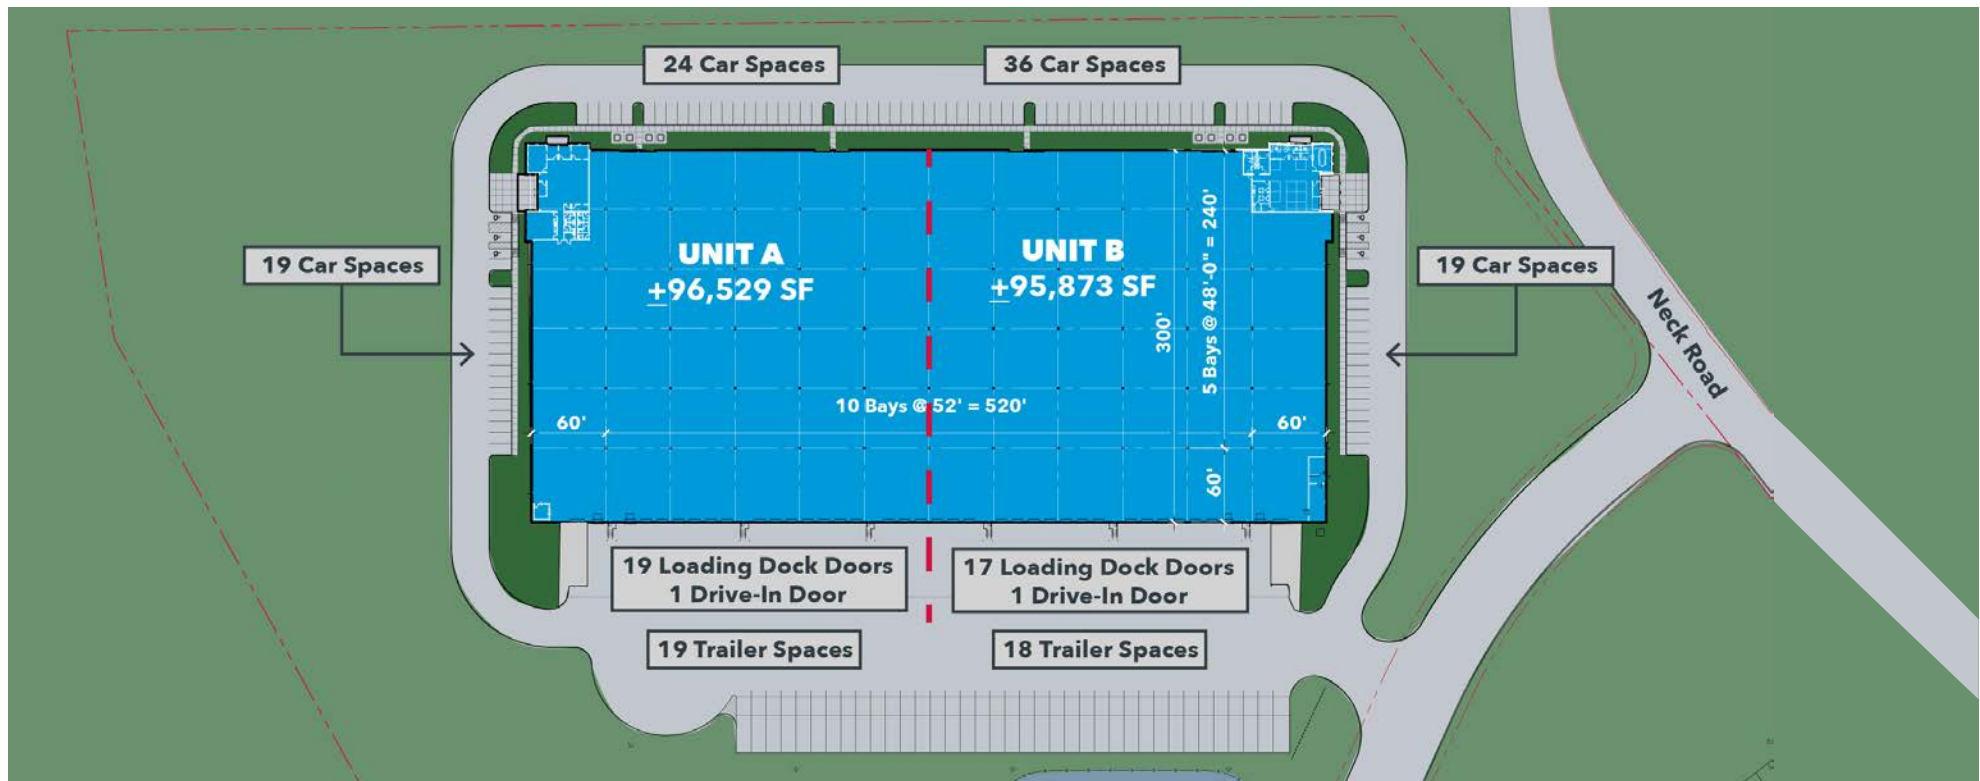 24 Car Spaces
36 Car Spaces
19 Car Spaces
UNIT A
+96,529 SF
UNIT B
+95,873 SF
300'
5 Bays @ 48'-0" = 240'
19 Car Spaces
Neck Road
10 Bays @ 52' = 520'
60'
60'
60'
19 Loading Dock Doors
1 Drive-In Door
17 Loading Dock Doors
1 Drive-In Door
19 Trailer Spaces
18 Trailer Spaces